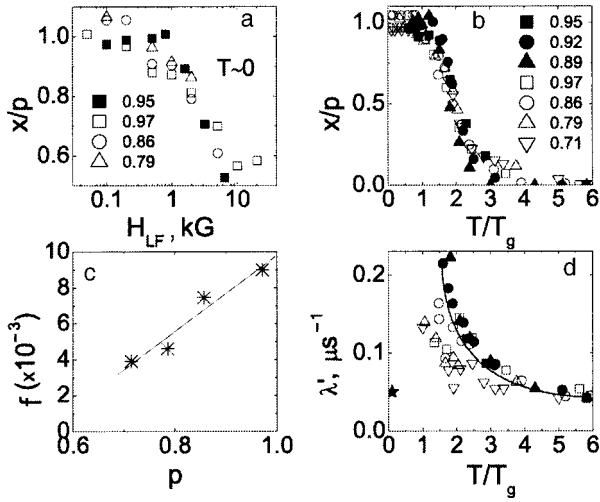 a
T~0
x/p
1.0
0.8
0.6
0.95
0.97
0.86
0.79
0.1 1 10
H_LF, kG
b
x/p
1.0
0.5
0.0
0.95
0.92
0.89
0.97
0.86
0.79
0.71
0 1 2 3 4 5 6
T/T_g
c
f (×10⁻³)
10
8
6
4
2
0
0.6 0.8 1.0
p
d
λ', μs⁻¹
0.2
0.1
0.0
0 1 2 3 4 5 6
T/T_g